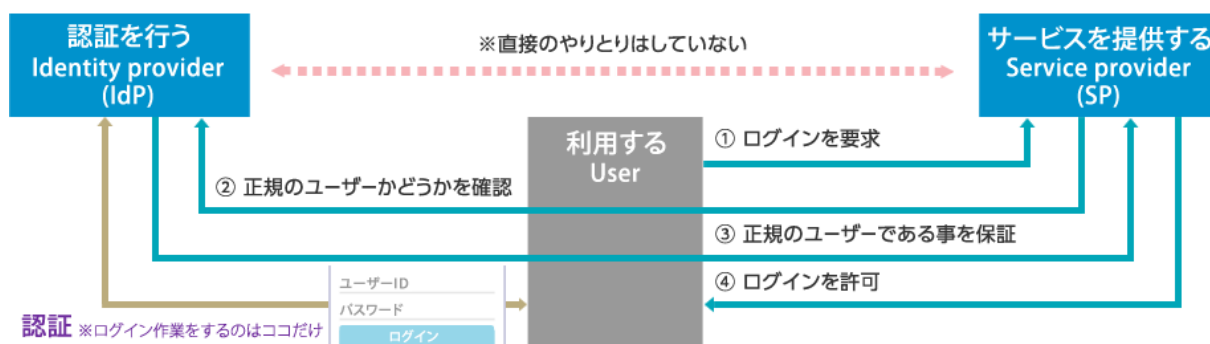 認証を行う
Identity provider
(IdP)
※直接のやりとりはしていない
サービスを提供する
Service provider
(SP)
利用する
User
① ログインを要求
② 正規のユーザーかどうかを確認
③ 正規のユーザーである事を保証
④ ログインを許可
ユーザーID
パスワード
ログイン
認証 ※ログイン作業をするのはココだけ